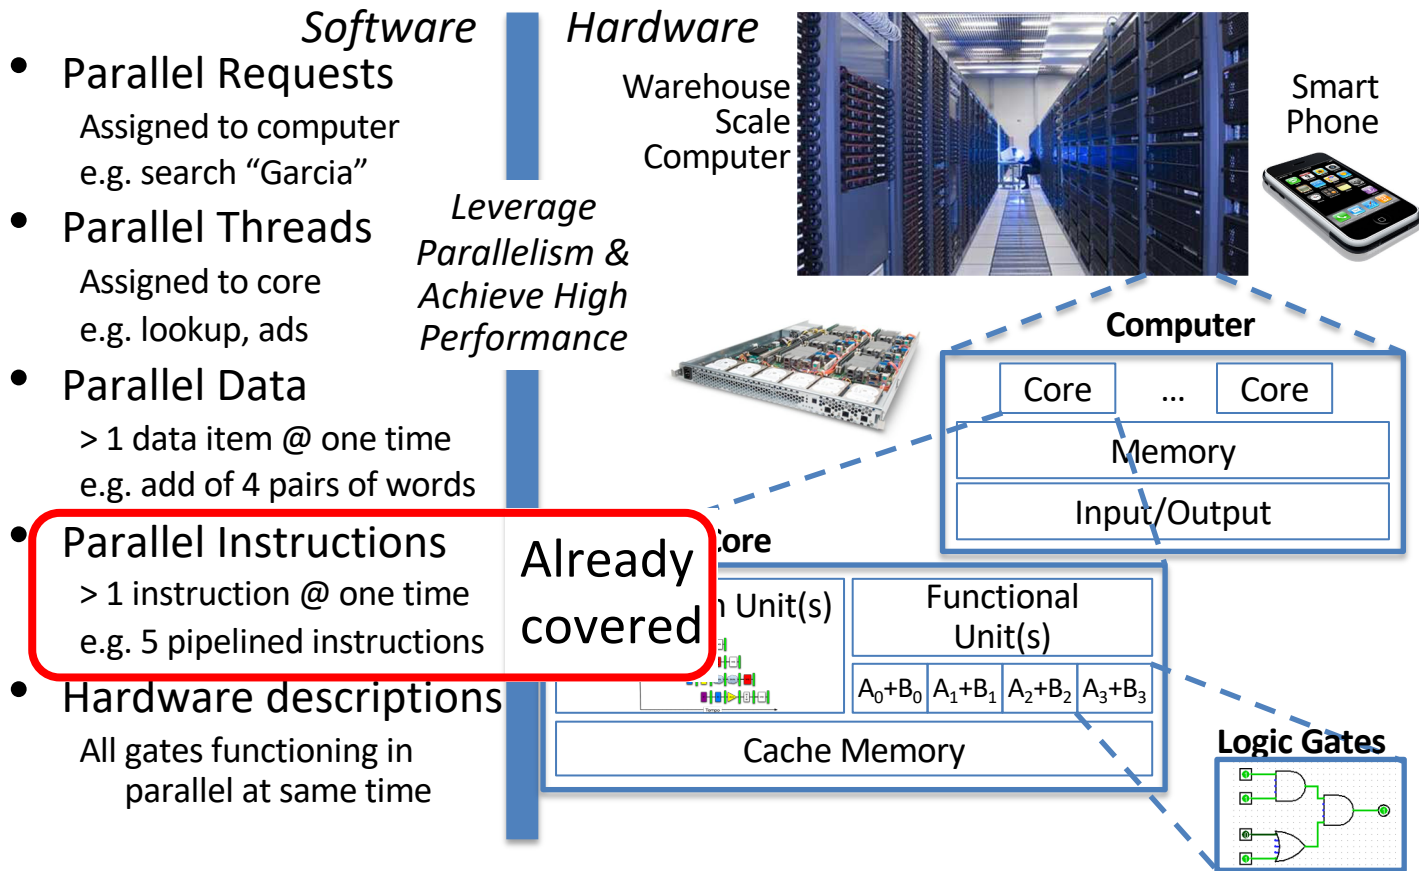 Software
Hardware
• Parallel Requests
Assigned to computer
e.g. search “Garcia”
• Parallel Threads
Assigned to core
e.g. lookup, ads
• Parallel Data
> 1 data item @ one time
e.g. add of 4 pairs of words
• Parallel Instructions
> 1 instruction @ one time
e.g. 5 pipelined instructions
• Hardware descriptions
All gates functioning in
parallel at same time
Leverage
Parallelism &
Achieve High
Performance
Already
covered
Warehouse
Scale
Computer
Smart
Phone
Computer
Core
…
Core
Memory
Input/Output
Core
Unit(s)
Functional
Unit(s)
A₀+B₀
A₁+B₁
A₂+B₂
A₃+B₃
Cache Memory
Logic Gates